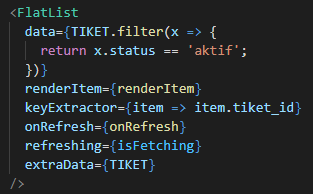 <FlatList
data={TIKET.filter(x => {
return x.status == 'aktif';
})}
renderItem={renderItem}
keyExtractor={item => item.tiket_id}
onRefresh={onRefresh}
refreshing={isFetching}
extraData={TIKET}
/>